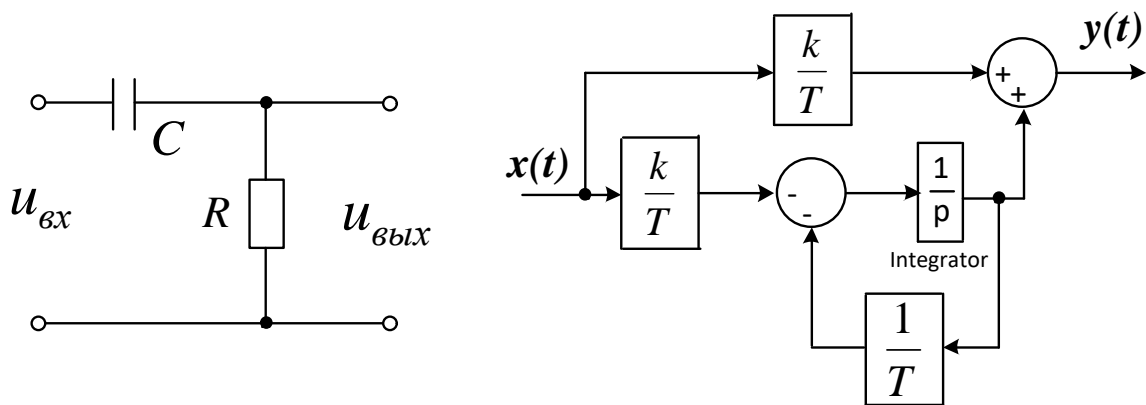 C
R
u_вх
u_вых
x(t)
k
T
k
T
+
+
y(t)
-
-
1
p
Integrator
1
T